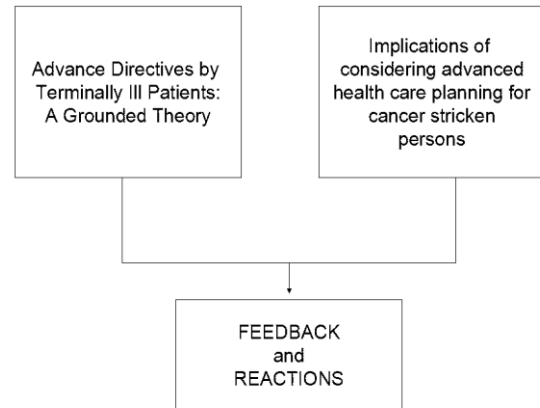 Advance Directives by
Terminally Ill Patients:
A Grounded Theory
Implications of
considering advanced
health care planning for
cancer stricken
persons
FEEDBACK
and
REACTIONS